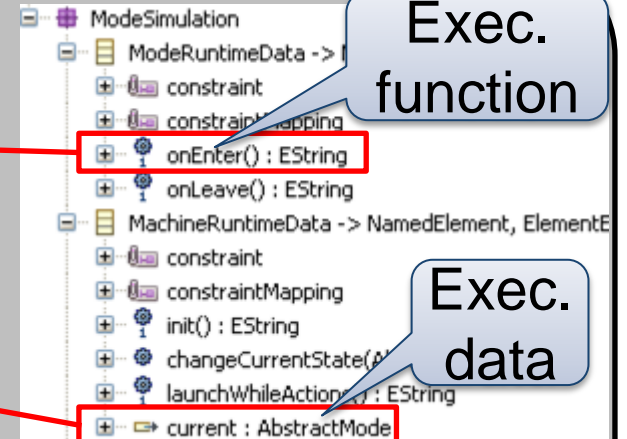 ModeSimulation
Exec.
function
ModeRuntimeData ->
constraint
constraintMapping
onEnter() : EString
onLeave() : EString
MachineRuntimeData -> NamedElement, ElementE
constraint
constraintMapping
Exec.
data
init() : EString
changeCurrentState(A
launchWhileAction() : EString
current : AbstractMode